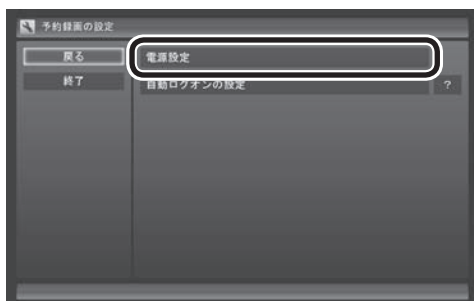 予約録画の設定
戻る
電源設定
終了
自動ログオンの設定
?